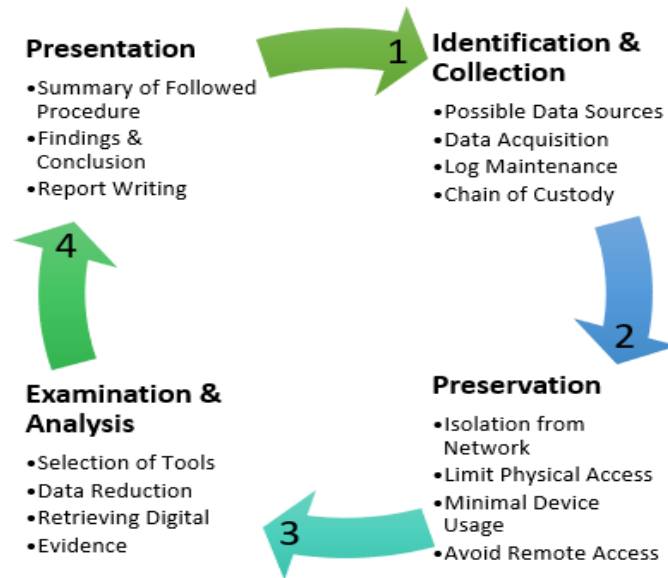 Presentation
•Summary of Followed
Procedure
•Findings &
Conclusion
•Report Writing
1
Identification &
Collection
•Possible Data Sources
•Data Acquisition
•Log Maintenance
•Chain of Custody
2
Preservation
•Isolation from
Network
•Limit Physical Access
•Minimal Device
Usage
•Avoid Remote Access
3
Examination &
Analysis
•Selection of Tools
•Data Reduction
•Retrieving Digital
•Evidence
4